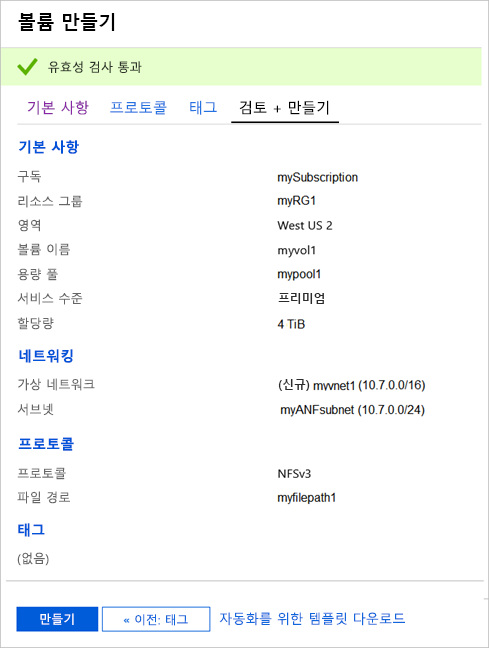 볼륨 만들기
유효성 검사 통과
기본 사항 프로토콜 태그 검토 + 만들기
기본 사항
구독 mySubscription
리소스 그룹 myRG1
영역 West US 2
볼륨 이름 myvol1
용량 풀 mypool1
서비스 수준 프리미엄
할당량 4 TiB
네트워킹
가상 네트워크 (신규) myvnet1 (10.7.0.0/16)
서브넷 myANFsubnet (10.7.0.0/24)
프로토콜
프로토콜 NFSv3
파일 경로 myfilepath1
태그
(없음)
만들기 « 이전: 태그 자동화를 위한 템플릿 다운로드